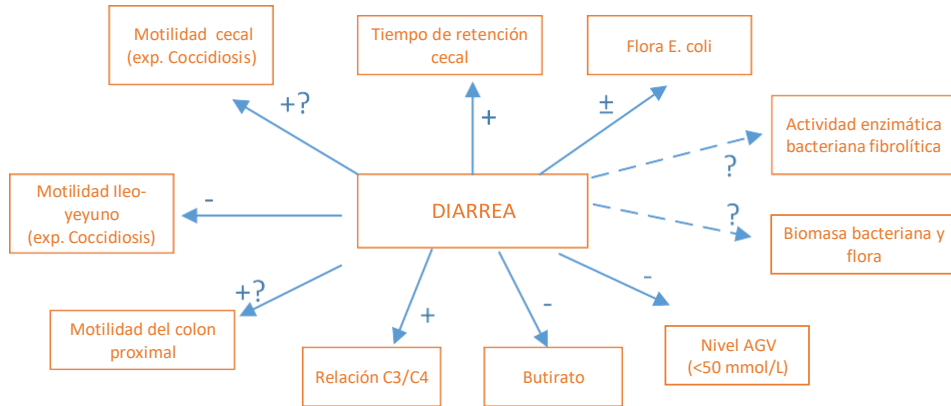 Motilidad cecal
(exp. Coccidiosis)
Tiempo de retención
cecal
Flora E. coli
+?
+
±
Actividad enzimática
bacteriana fibrolítica
?
Motilidad Ileo-
yeyuno
(exp. Coccidiosis)
-
DIARREA
?
Biomasa bacteriana y
flora
+?
+
-
-
Motilidad del colon
proximal
Relación C3/C4
Butirato
Nivel AGV
(<50 mmol/L)